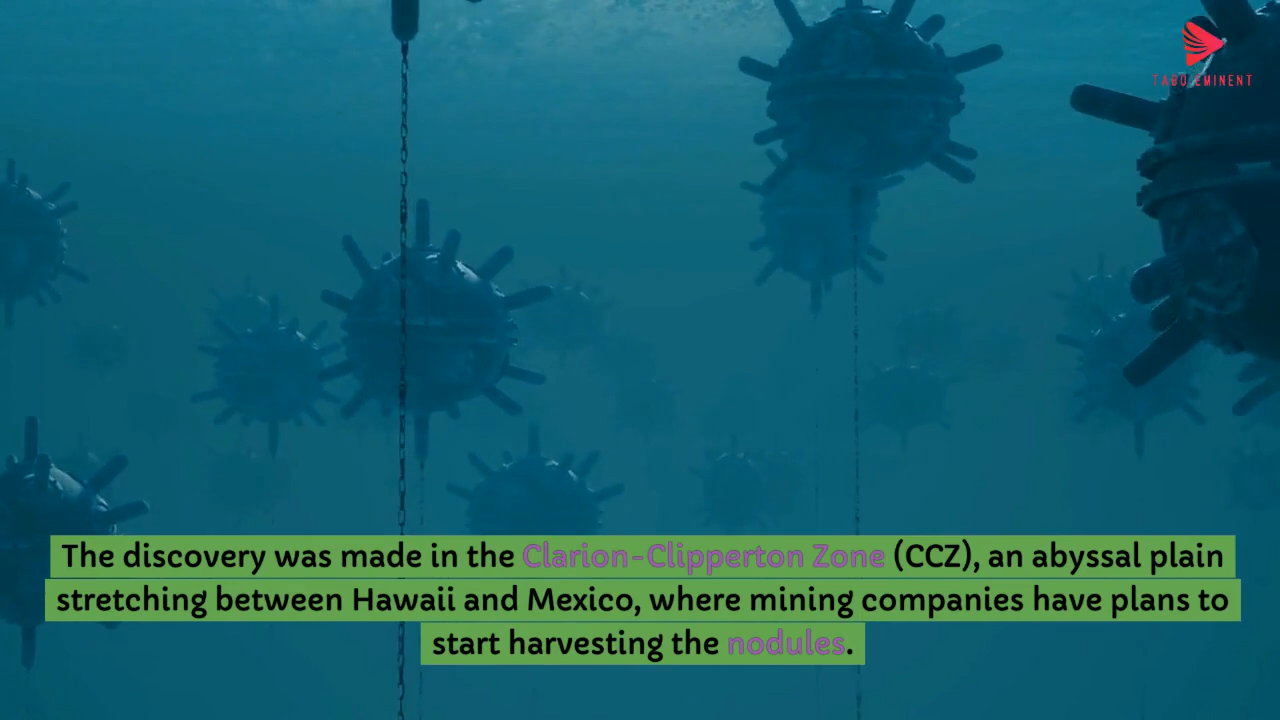 TABU EMINENT
The discovery was made in the Clarion-Clipperton Zone (CCZ), an abyssal plain
stretching between Hawaii and Mexico, where mining companies have plans to
start harvesting the nodules.